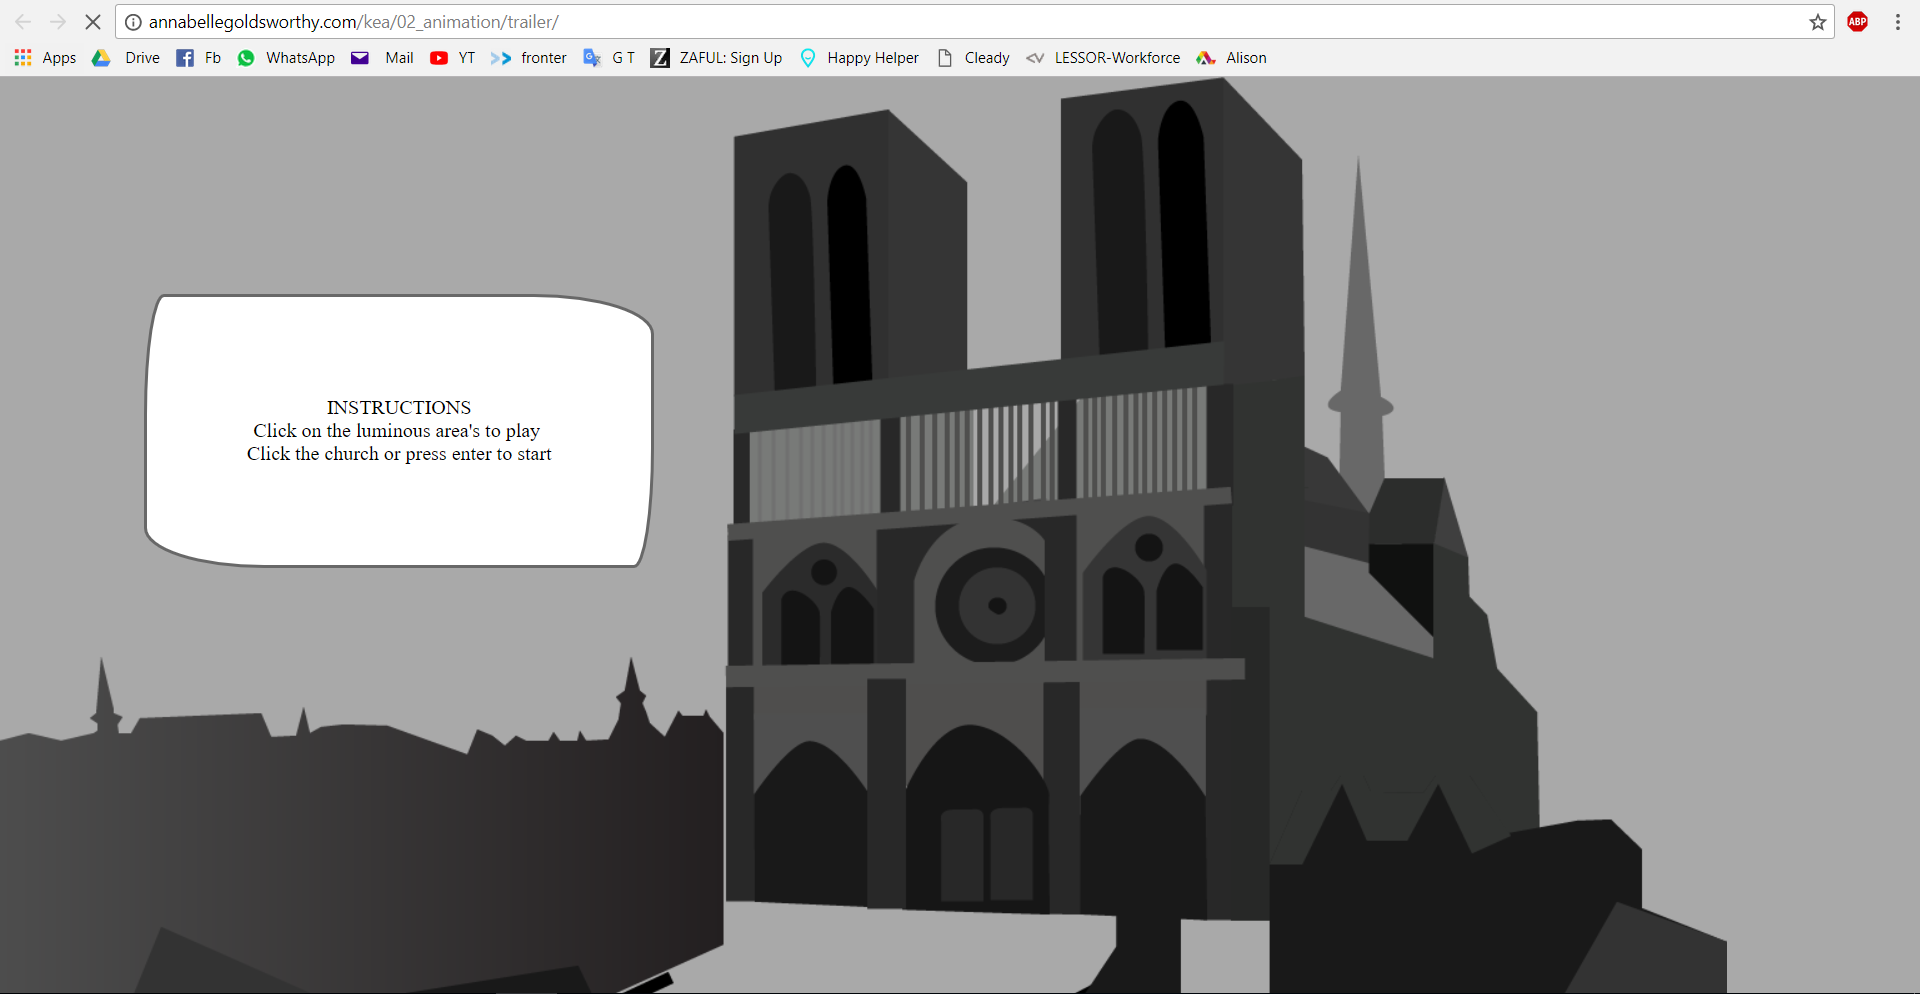 annabellegoldsworthy.com/kea/02_animation/trailer/
ABP
Apps Drive Fb WhatsApp Mail YT fronter G T ZAFUL: Sign Up Happy Helper Cleady LESSOR-Workforce Alison
INSTRUCTIONS
Click on the luminous area's to play
Click the church or press enter to start